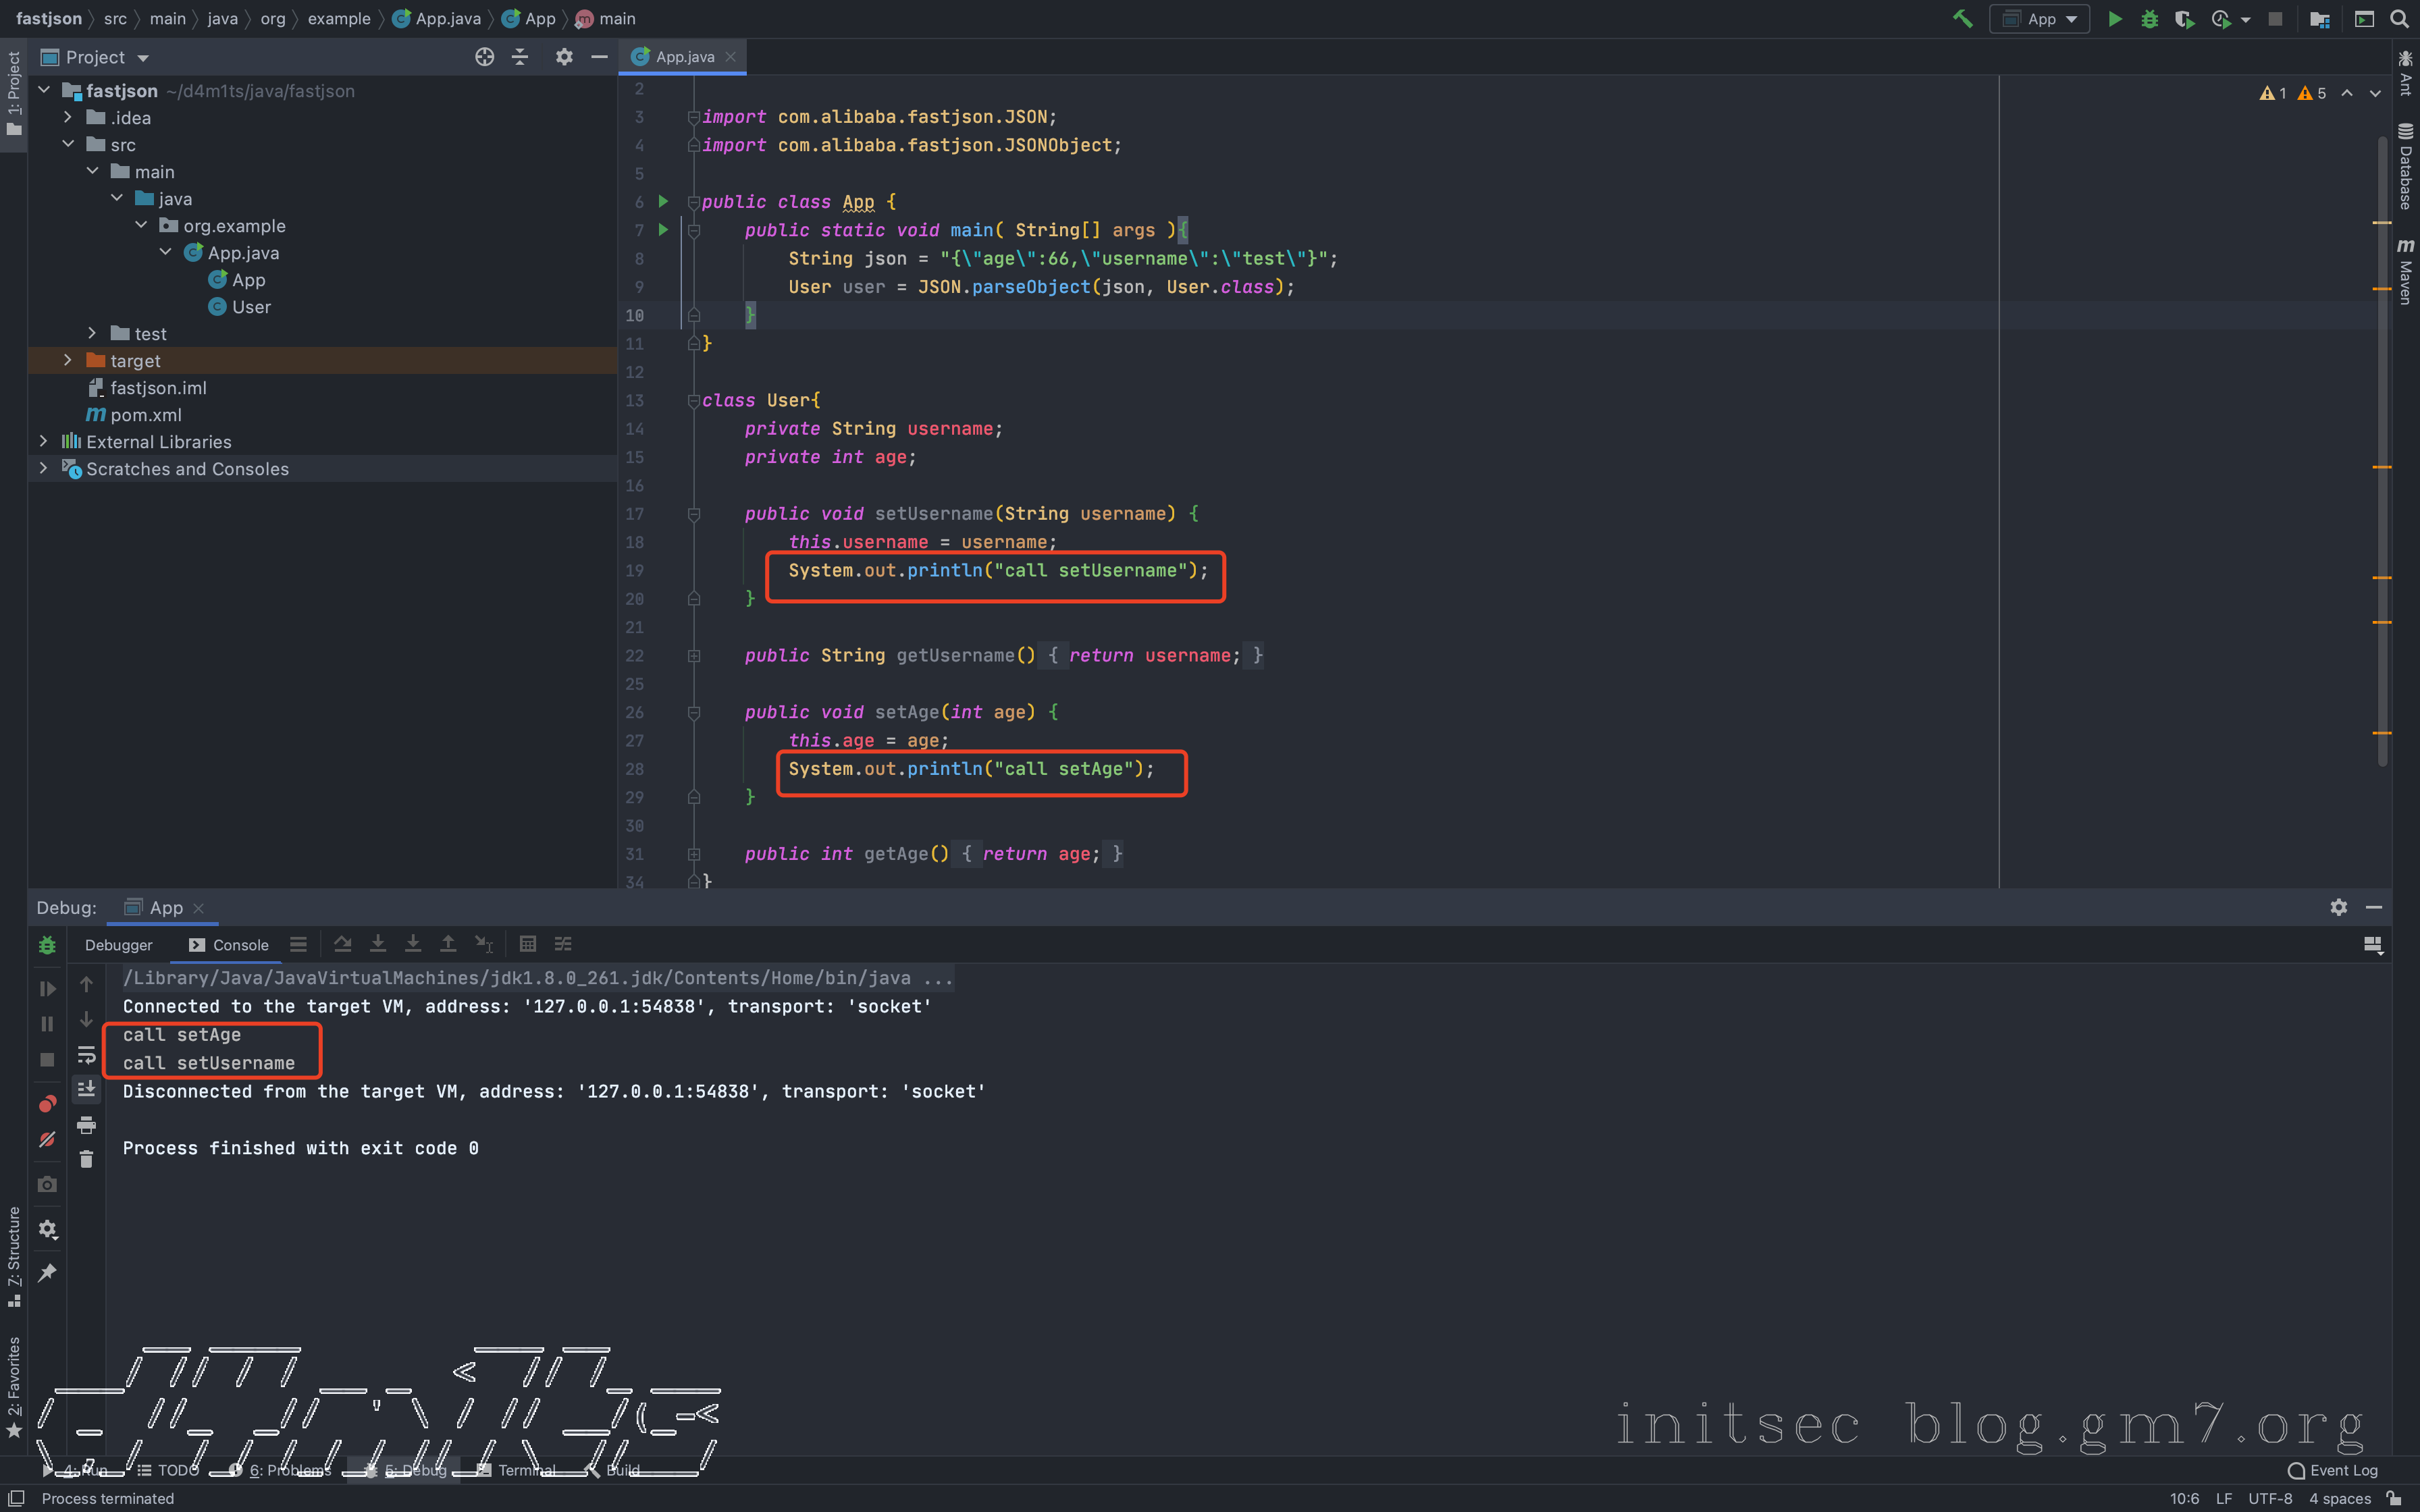 fastjson src main java org example App.java App main
App
1: Project
Project
App.java
fastjson ~/d4m1ts/java/fastjson
.idea
src
main
java
org.example
App.java
App
User
test
target
fastjson.iml
pom.xml
External Libraries
Scratches and Consoles
1 5
2
3 import com.alibaba.fastjson.JSON;
4 import com.alibaba.fastjson.JSONObject;
5
6 public class App {
7 public static void main( String[] args ){
8 String json = "{\"age\":66,\"username\":\"test\"}";
9 User user = JSON.parseObject(json, User.class);
10 }
11 }
12
13 class User{
14 private String username;
15 private int age;
16
17 public void setUsername(String username) {
18 this.username = username;
19 System.out.println("call setUsername");
20 }
21
22 public String getUsername() { return username; }
25
26 public void setAge(int age) {
27 this.age = age;
28 System.out.println("call setAge");
29 }
30
31 public int getAge() { return age; }
34 }
Ant
Database
m Maven
Debug: App
Debugger Console
/Library/Java/JavaVirtualMachines/jdk1.8.0_261.jdk/Contents/Home/bin/java ...
Connected to the target VM, address: '127.0.0.1:54838', transport: 'socket'
call setAge
call setUsername
Disconnected from the target VM, address: '127.0.0.1:54838', transport: 'socket'
Process finished with exit code 0
7: Structure
2: Favorites
initsec blog.gm7.org
4: Run TODO 6: Problems 5: Debug Terminal Build Event Log
Process terminated 10:6 LF UTF-8 4 spaces